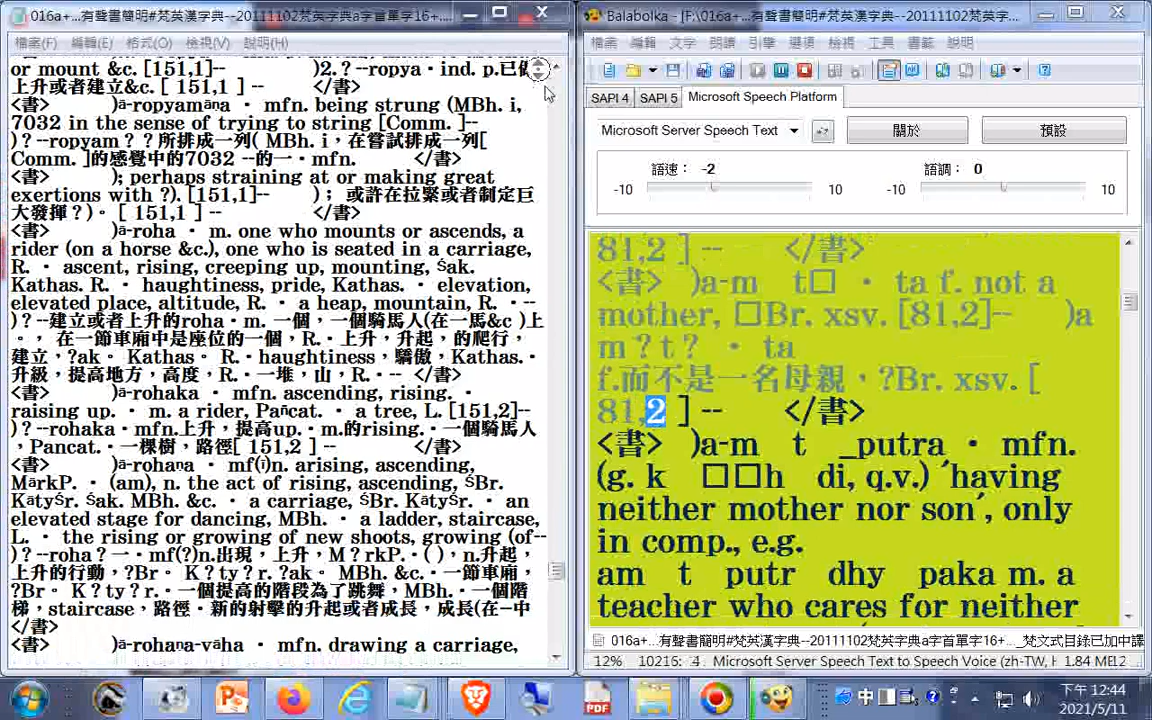 016a+...有聲書簡明#梵英漢字典--20111102梵英字典a字首單字16+...
檔案(F) 編輯(E) 格式(O) 檢視(V) 說明(H)
or mount &c. [151,1]-- )2.？--ropya‧ind. p.已
上升或者建立&c. [ 151,1 ] -- </書>
<書> )ā-ropyamāṇa‧mfn. being strung (MBh. i,
7032 in the sense of trying to string [Comm. ]--
)？--ropyam？ ？所排成一列( MBh. i，在嘗試排成一列[
Comm. ]的感覺中的7032 --的一‧mfn. </書>
<書> ); perhaps straining at or making great
exertions with ?). [151,1]-- )； 或許在拉緊或者制定巨
大發揮？)。[ 151,1 ] -- </書>
<書> )ā-roha‧m. one who mounts or ascends, a
rider (on a horse &c.), one who is seated in a carriage,
R.‧ascent, rising, creeping up, mounting, Śak.
Kathas. R.‧haughtiness, pride, Kathas.‧elevation,
elevated place, altitude, R.‧a heap, mountain, R.‧--
)？--建立或者上升的roha‧m. 一個，一個騎馬人(在一馬&c )上
。，在一節車廂中是座位的一個，R.‧上升，升起，的爬行，
建立，?ak‧Kathas‧R.‧haughtiness，驕傲，Kathas.‧
升級，提高地方，高度，R.‧一堆，山，R.‧-- </書>
<書> )ā-rohaka‧mfn. ascending, rising.‧
raising up.‧m. a rider, Pañcat.‧a tree, L. [151,2]--
)？--rohaka‧mfn.上升，提高up.‧m.的rising.‧一個騎馬人
，Pancat.‧一棵樹，路徑[ 151,2 ] -- </書>
<書> )ā-rohaṇa‧mf(ī)n. arising, ascending,
MārkP.‧(am), n. the act of rising, ascending, ŚBr.
KātyŚr. Śak. MBh. &c.‧a carriage, ŚBr. KātyŚr.‧an
elevated stage for dancing, MBh.‧a ladder, staircase,
L.‧the rising or growing of new shoots, growing (of--
)？--roha？一‧mf(?)n.出現，上升，M？rkP.‧( )，n.升起，
上升的行動，?Br‧K？ty？r. ?ak‧MBh. &c.‧一節車廂，
?Br‧K？ty？r.‧一個提高的階段為了跳舞，MBh.‧一個階
梯，staircase，路徑‧新的射擊的升起或者成長，成長(在一中
</書>
<書> )ā-rohaṇa-vāha‧mfn. drawing a carriage,
Balabolka - [F:\016a+...有聲書簡明#梵英漢字典--20111102梵英字...
檔案 編輯 文字 朗讀 引擎 選項 檢視 工具 書籤 說明
SAPI 4 SAPI 5 Microsoft Speech Platform
Microsoft Server Speech Text 關於 預設
語速： -2 語調： 0
-10 10 -10 10
81,2 ] -- </書>
<書> )a-m t□‧ta f. not a
mother, □Br. xsv. [81,2]-- )a
m？t？‧ta
f.而不是一名母親，?Br. xsv. [
81,2 ] -- </書>
<書> )a-m t _putra‧mfn.
(g. k □□h di, q.v.) ´having
neither mother nor son´, only
in comp., e.g.
am t putr dhy paka m. a
teacher who cares for neither
016a+...有聲書簡明#梵英漢字典--20111102梵英字典a字首單字16+..._梵文式目錄已加中譯
12% 10215: 4 Microsoft Server Speech Text to Speech Voice (zh-TW, H 1.84 ME12
中
下午 12:44
2021/5/11